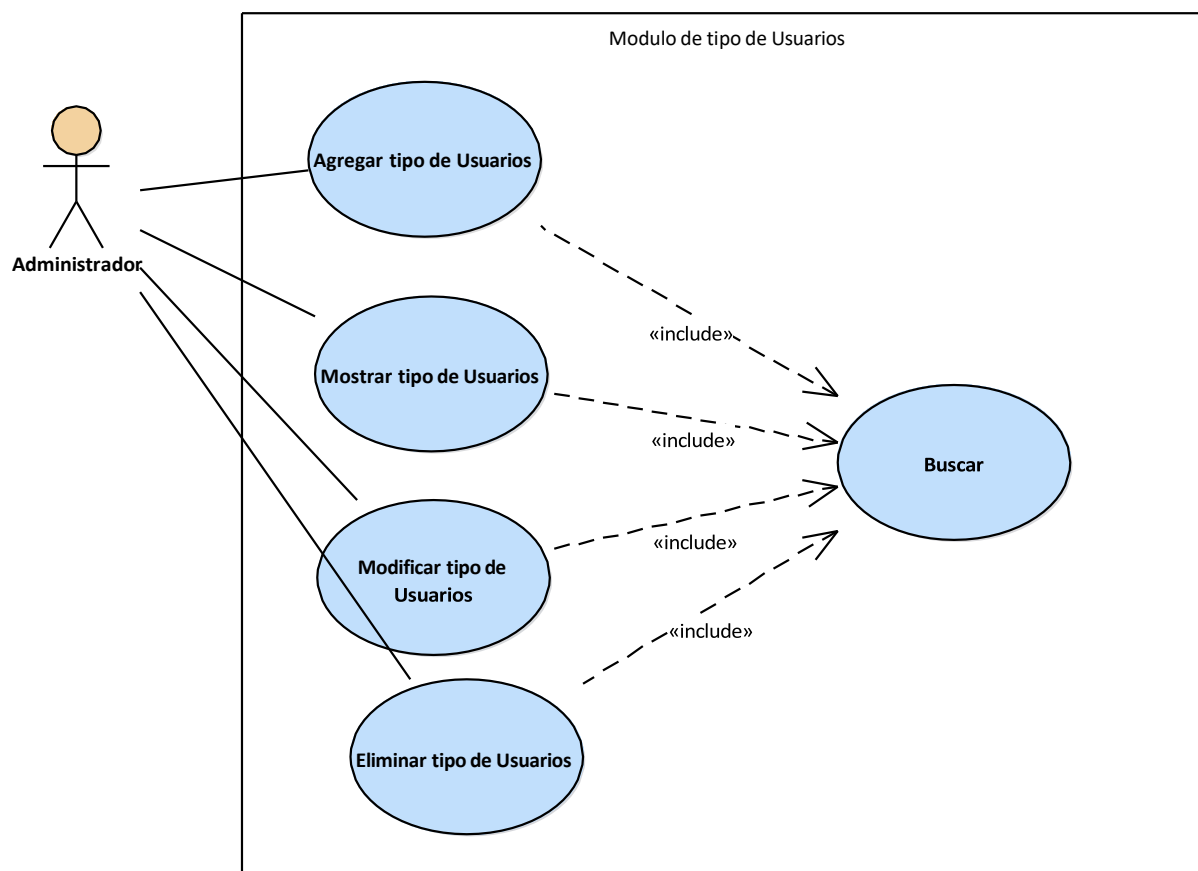 Modulo de tipo de Usuarios
Agregar tipo de Usuarios
Administrador
«include»
Mostrar tipo de Usuarios
«include»
Buscar
«include»
Modificar tipo de
Usuarios
«include»
Eliminar tipo de Usuarios